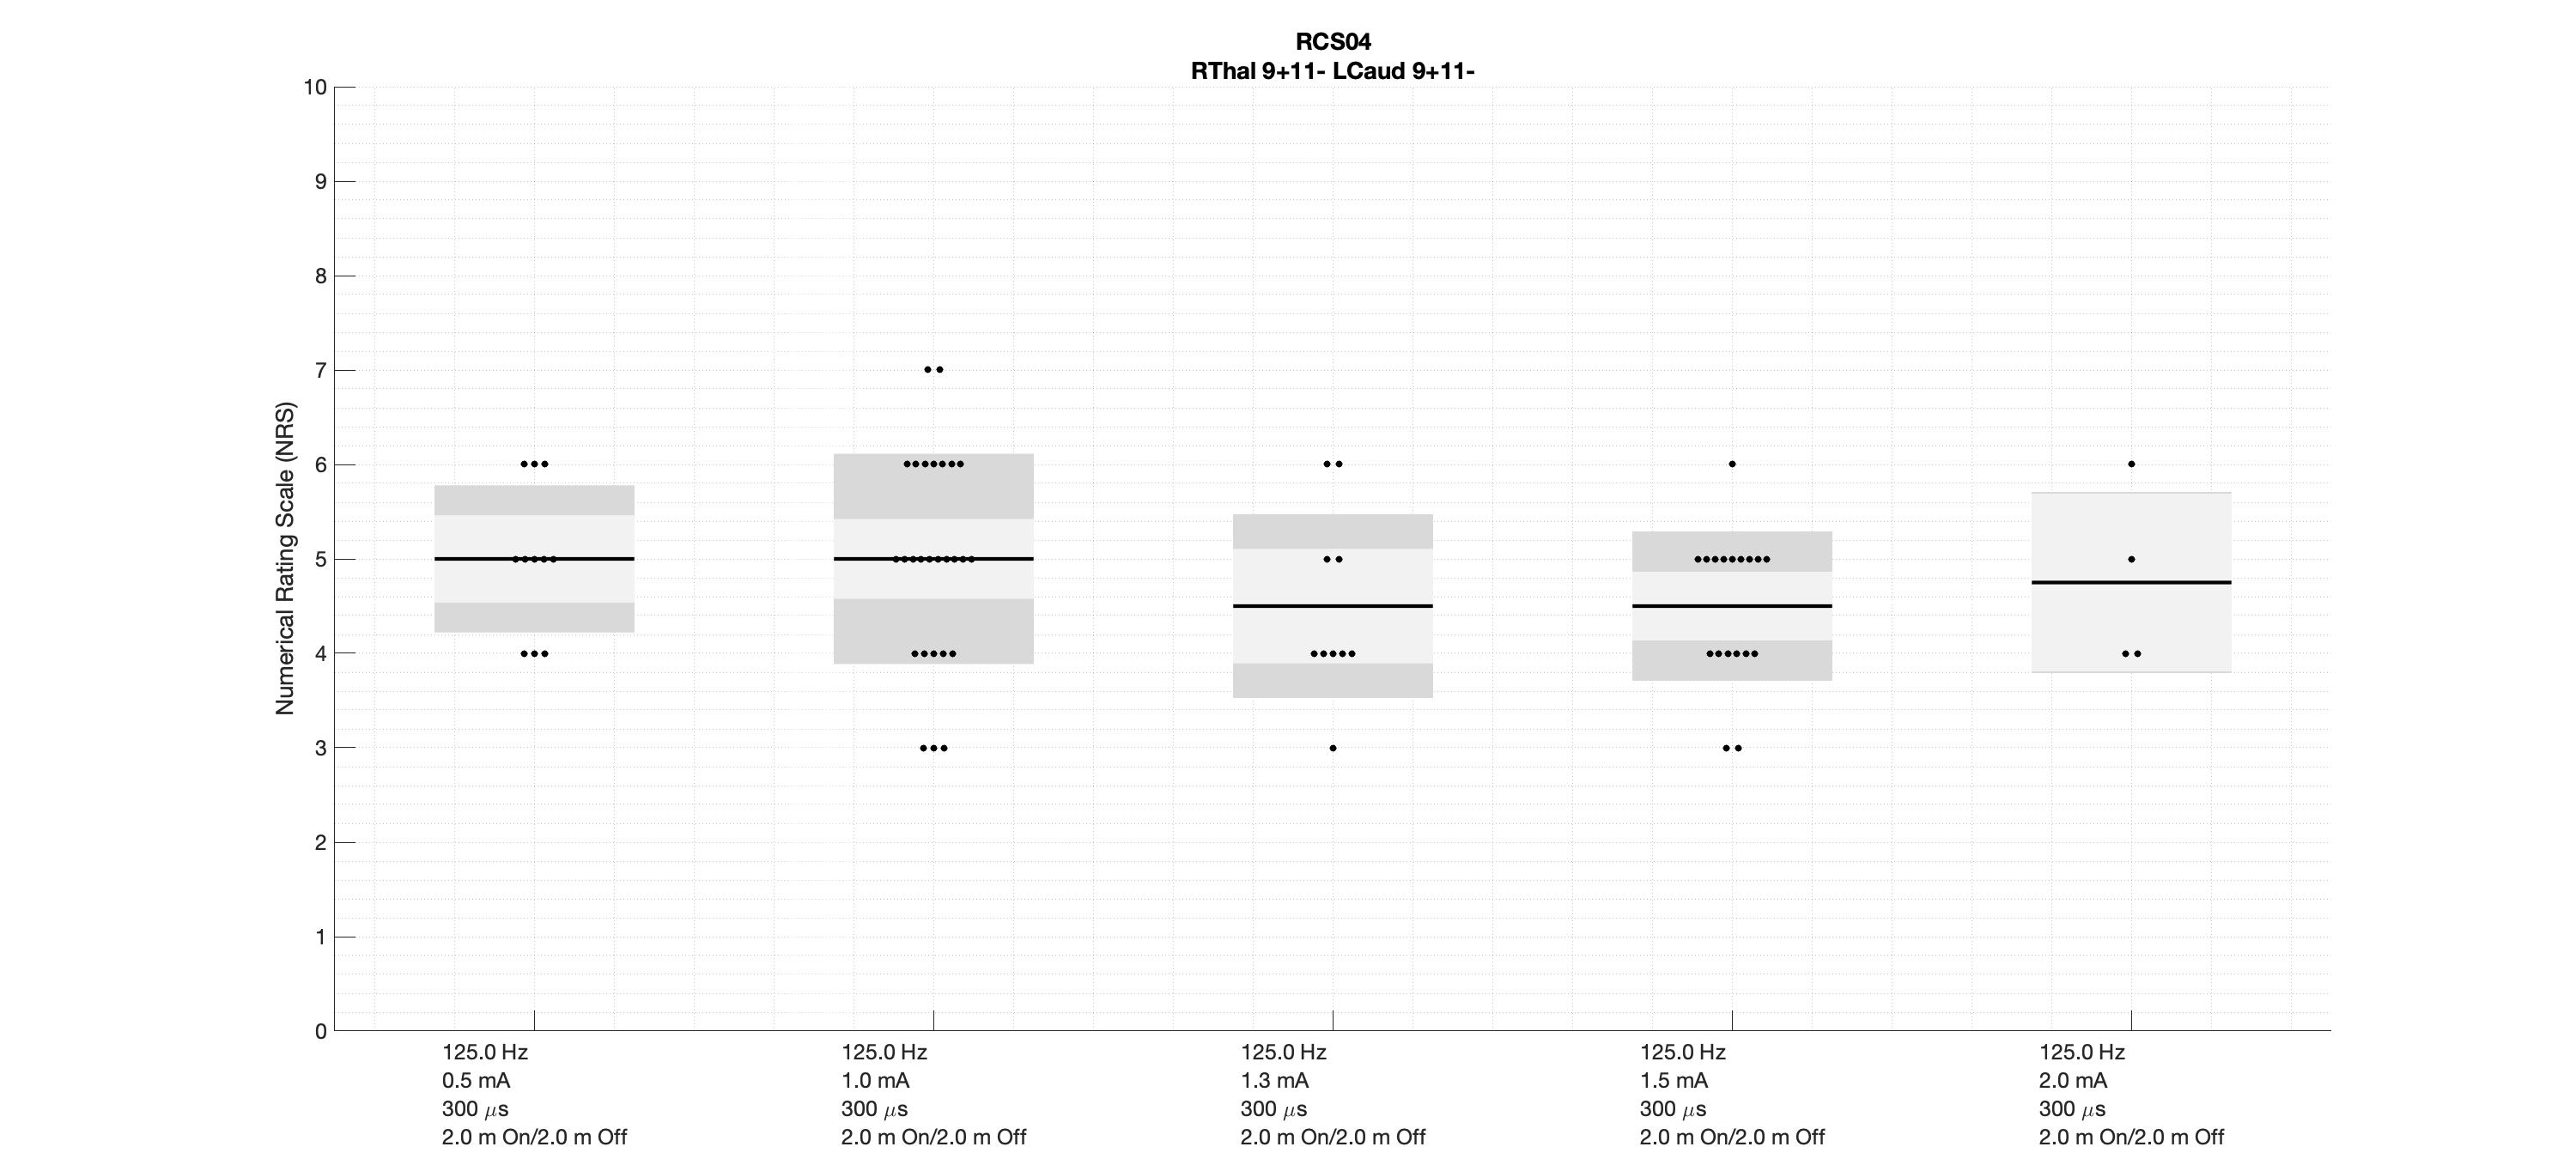 RCS04
RThal 9+11- LCaud 9+11-
Numerical Rating Scale (NRS)
10
9
8
7
6
5
4
3
2
1
0
125.0 Hz
0.5 mA
300 μs
2.0 m On/2.0 m Off
125.0 Hz
1.0 mA
300 μs
2.0 m On/2.0 m Off
125.0 Hz
1.3 mA
300 μs
2.0 m On/2.0 m Off
125.0 Hz
1.5 mA
300 μs
2.0 m On/2.0 m Off
125.0 Hz
2.0 mA
300 μs
2.0 m On/2.0 m Off